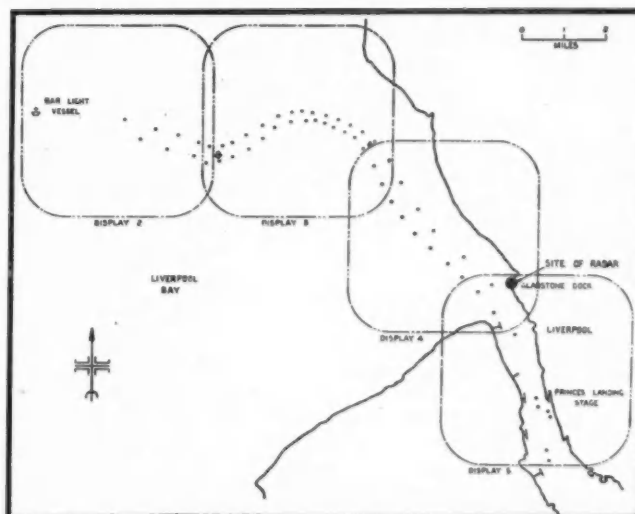 0 1 2
MILES
BAR LIGHT
VESSEL
DISPLAY 2
DISPLAY 3
LIVERPOOL
BAY
SITE OF RADAR
GLADSTONE DOCK
LIVERPOOL
DISPLAY 4
PRINCES LANDING
STAGE
DISPLAY 5